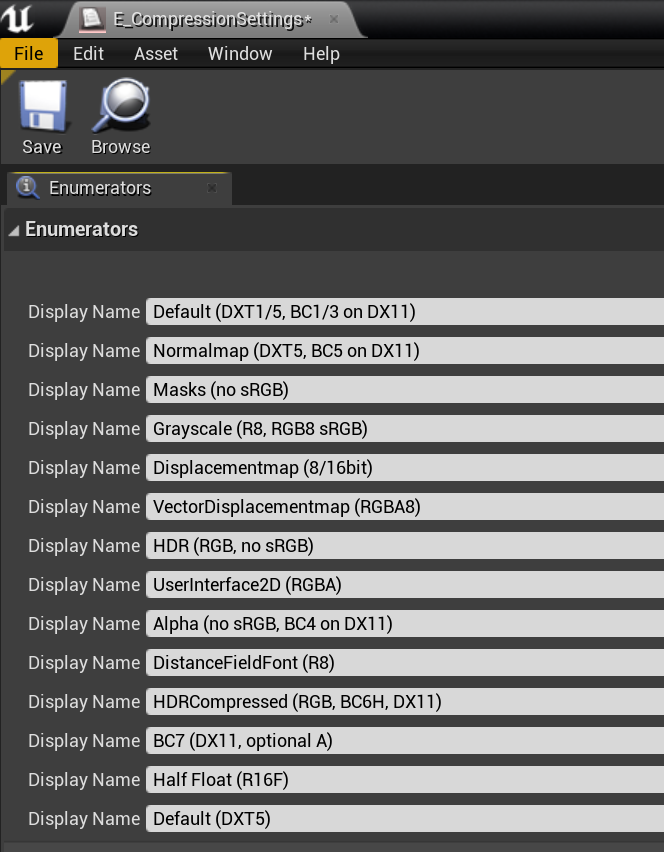 E_CompressionSettings*
File Edit Asset Window Help
Save Browse
Enumerators
Enumerators
Display Name Default (DXT1/5, BC1/3 on DX11)
Display Name Normalmap (DXT5, BC5 on DX11)
Display Name Masks (no sRGB)
Display Name Grayscale (R8, RGB8 sRGB)
Display Name Displacementmap (8/16bit)
Display Name VectorDisplacementmap (RGBA8)
Display Name HDR (RGB, no sRGB)
Display Name UserInterface2D (RGBA)
Display Name Alpha (no sRGB, BC4 on DX11)
Display Name DistanceFieldFont (R8)
Display Name HDRCompressed (RGB, BC6H, DX11)
Display Name BC7 (DX11, optional A)
Display Name Half Float (R16F)
Display Name Default (DXT5)